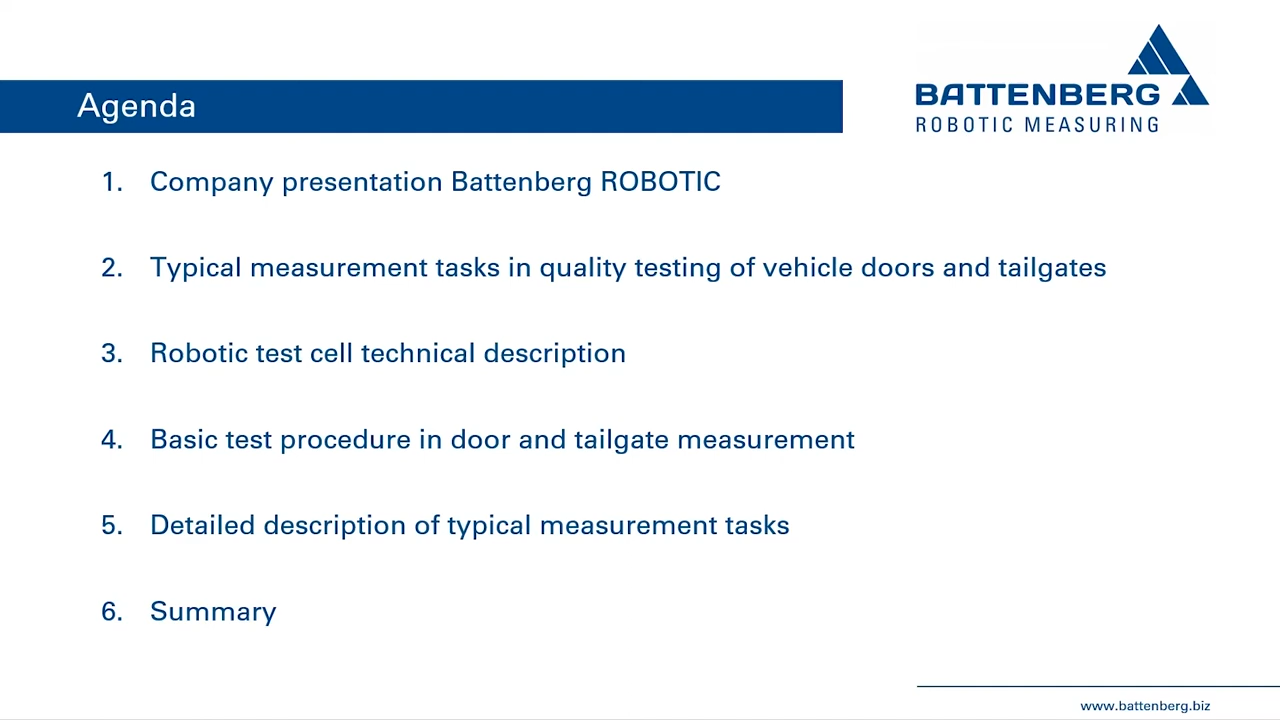 BATTENBERG
ROBOTIC MEASURING
Agenda
1. Company presentation Battenberg ROBOTIC
2. Typical measurement tasks in quality testing of vehicle doors and tailgates
3. Robotic test cell technical description
4. Basic test procedure in door and tailgate measurement
5. Detailed description of typical measurement tasks
6. Summary
www.battenberg.biz